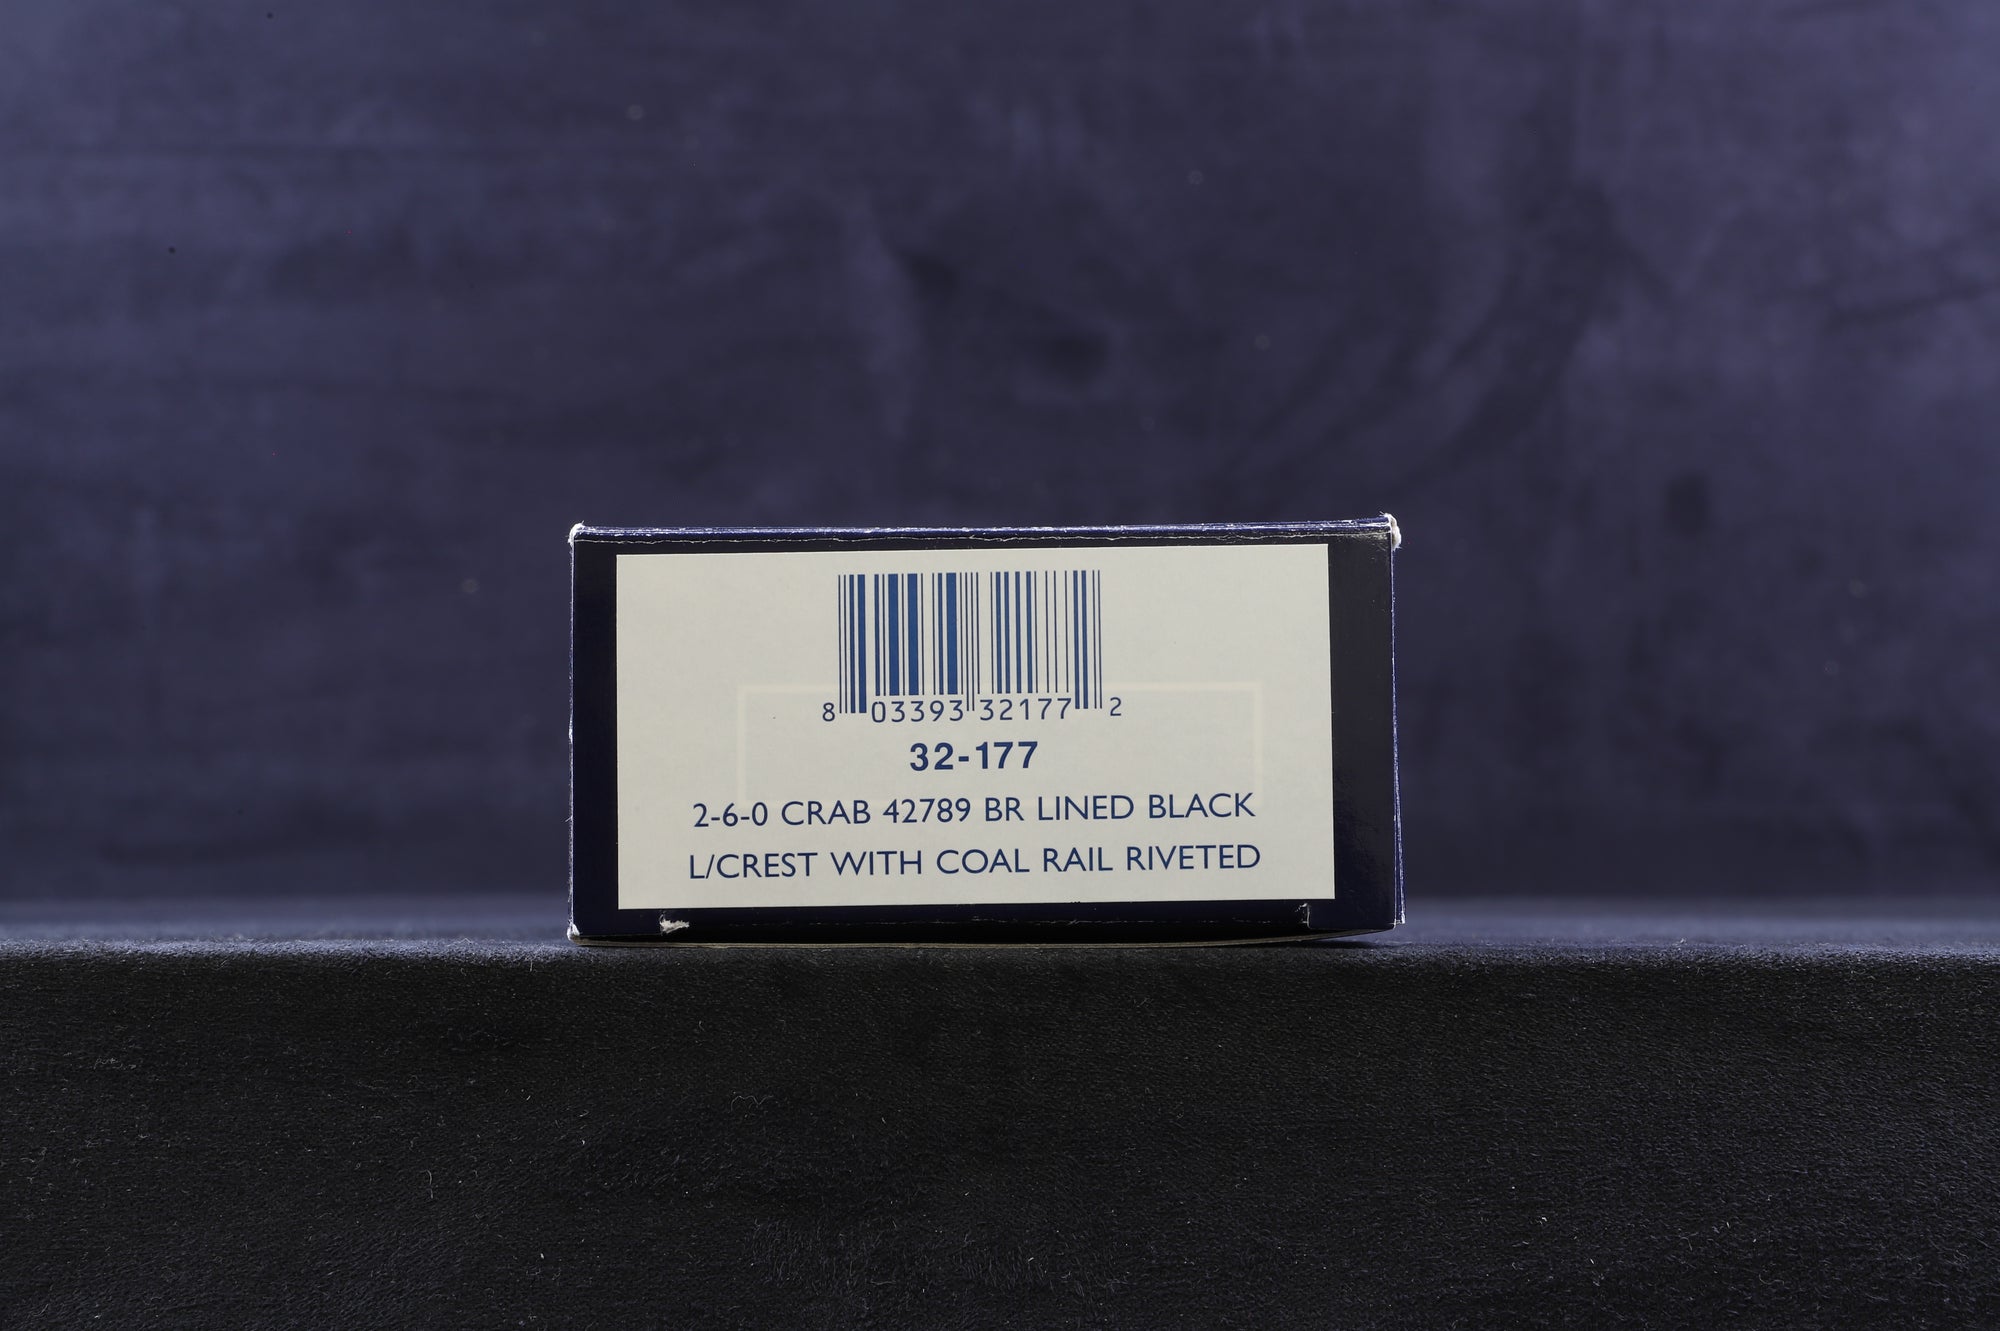 8 03393 32177 2
32-177
2-6-0 CRAB 42789 BR LINED BLACK
L/CREST WITH COAL RAIL RIVETED